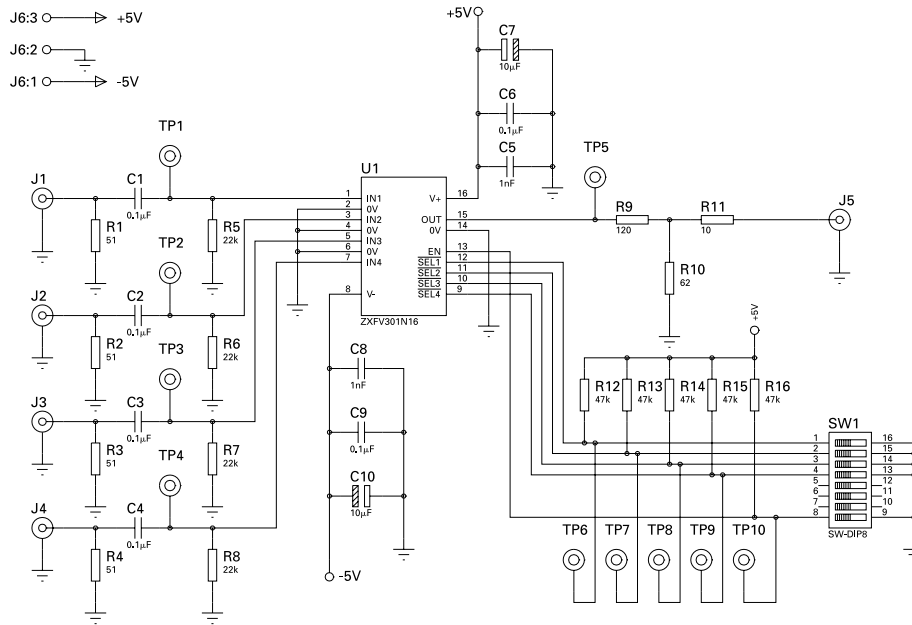 J6:3 +5V
J6:2
J6:1 -5V
+5V
C7
10µF
C6
0.1µF
C5
1nF
TP1
TP5
U1
J1
C1
0.1µF
R1
51
R5
22k
TP2
1 IN1 V+ 16
2 0V
3 IN2 OUT 15
4 0V 0V 14
5 IN3
6 0V EN 13
7 IN4 SEL1 12
SEL2 11
SEL3 10
8 V- SEL4 9
ZXFV301N16
R9
120
R11
10
J5
R10
62
J2
C2
0.1µF
R2
51
R6
22k
TP3
C8
1nF
+5V
R12
47k
R13
47k
R14
47k
R15
47k
R16
47k
J3
C3
0.1µF
R3
51
R7
22k
TP4
C9
0.1µF
C10
10µF
SW1
1 16
2 15
3 14
4 13
5 12
6 11
7 10
8 9
SW-DIP8
J4
C4
0.1µF
R4
51
R8
22k
-5V
TP6 TP7 TP8 TP9 TP10